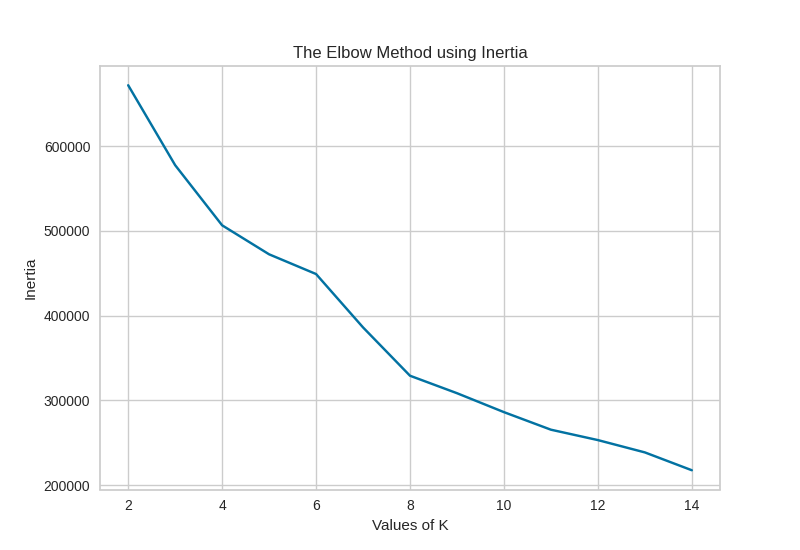 The Elbow Method using Inertia
600000
500000
400000
300000
200000
Inertia
2 4 6 8 10 12 14
Values of K